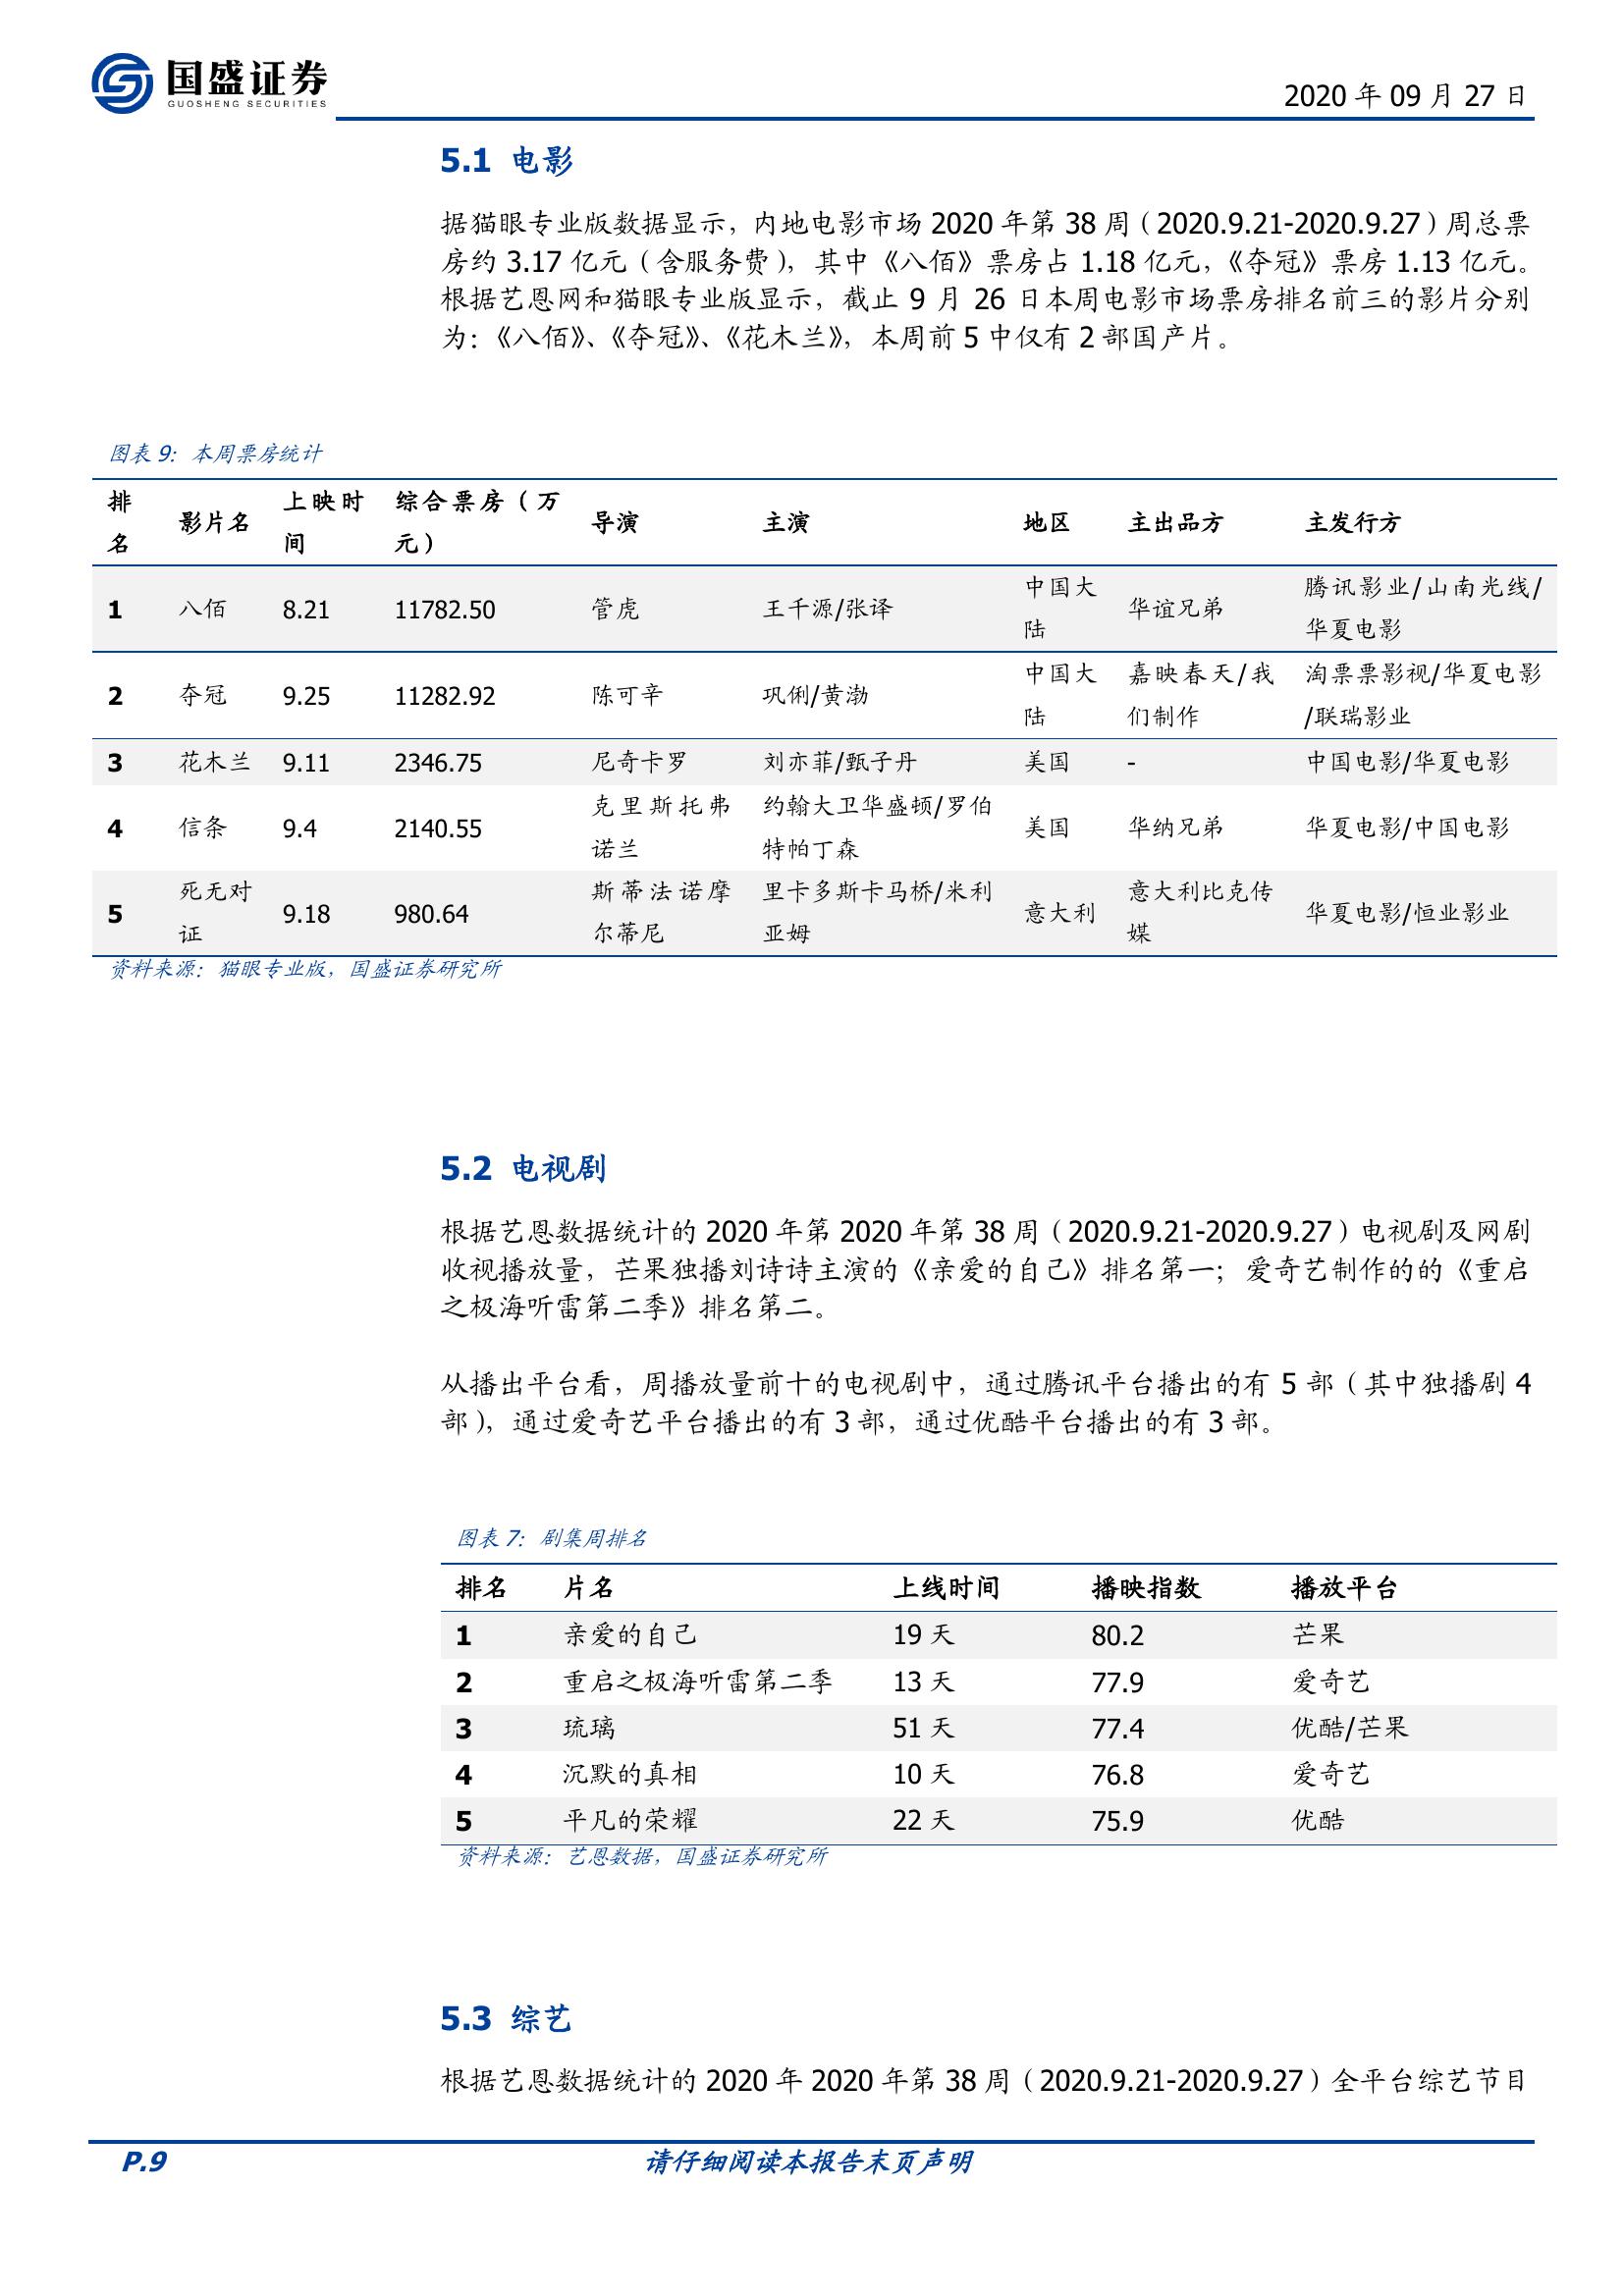 国盛证券
GUOSHENG SECURITIES
2020 年 09 月 27 日
5.1 电影
据猫眼专业版数据显示，内地电影市场 2020 年第 38 周（2020.9.21-2020.9.27）周总票
房约 3.17 亿元（含服务费），其中《八佰》票房占 1.18 亿元，《夺冠》票房 1.13 亿元。
根据艺恩网和猫眼专业版显示，截止 9 月 26 日本周电影市场票房排名前三的影片分别
为：《八佰》、《夺冠》、《花木兰》，本周前 5 中仅有 2 部国产片。
图表 9：本周票房统计
排名 影片名 上映时间 综合票房（万元） 导演 主演 地区 主出品方 主发行方
1 八佰 8.21 11782.50 管虎 王千源/张译 中国大陆 华谊兄弟 腾讯影业/山南光线/华夏电影
2 夺冠 9.25 11282.92 陈可辛 巩俐/黄渤 中国大陆 嘉映春天/我们制作 淘票票影视/华夏电影/联瑞影业
3 花木兰 9.11 2346.75 尼奇卡罗 刘亦菲/甄子丹 美国 - 中国电影/华夏电影
4 信条 9.4 2140.55 克里斯托弗诺兰 约翰大卫华盛顿/罗伯特帕丁森 美国 华纳兄弟 华夏电影/中国电影
5 死无对证 9.18 980.64 斯蒂法诺摩尔蒂尼 里卡多斯卡马桥/米利亚姆 意大利 意大利比克传媒 华夏电影/恒业影业
资料来源：猫眼专业版，国盛证券研究所
5.2 电视剧
根据艺恩数据统计的 2020 年第 2020 年第 38 周（2020.9.21-2020.9.27）电视剧及网剧
收视播放量，芒果独播刘诗诗主演的《亲爱的自己》排名第一；爱奇艺制作的的《重启
之极海听雷第二季》排名第二。
从播出平台看，周播放量前十的电视剧中，通过腾讯平台播出的有 5 部（其中独播剧 4
部），通过爱奇艺平台播出的有 3 部，通过优酷平台播出的有 3 部。
图表 7：剧集周排名
排名 片名 上线时间 播映指数 播放平台
1 亲爱的自己 19 天 80.2 芒果
2 重启之极海听雷第二季 13 天 77.9 爱奇艺
3 琉璃 51 天 77.4 优酷/芒果
4 沉默的真相 10 天 76.8 爱奇艺
5 平凡的荣耀 22 天 75.9 优酷
资料来源：艺恩数据，国盛证券研究所
5.3 综艺
根据艺恩数据统计的 2020 年 2020 年第 38 周（2020.9.21-2020.9.27）全平台综艺节目
P.9 请仔细阅读本报告末页声明